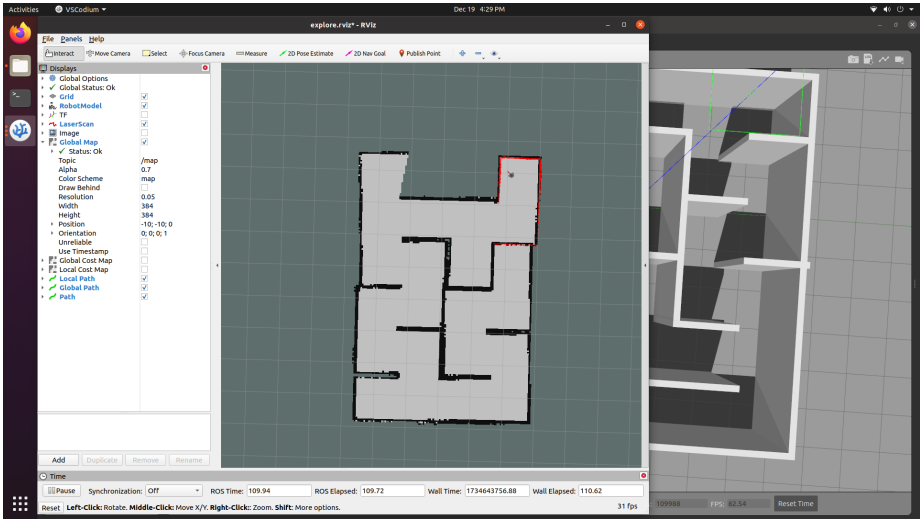 Activities
VSCodium
Dec 19 4:29 PM
explore.rviz* - RViz
File Panels Help
Interact Move Camera Select Focus Camera Measure 2D Pose Estimate 2D Nav Goal Publish Point
Displays
Global Options
Global Status: Ok
Grid
RobotModel
TF
LaserScan
Image
Global Map
Status: Ok
Topic /map
Alpha 0.7
Color Scheme map
Draw Behind
Resolution 0.05
Width 384
Height 384
Position -10; -10; 0
Orientation 0; 0; 0; 1
Unreliable
Use Timestamp
Global Cost Map
Local Cost Map
Local Path
Global Path
Path
Add Duplicate Remove Rename
Time
Pause Synchronization: Off ROS Time: 109.94 ROS Elapsed: 109.72 Wall Time: 1734643756.88 Wall Elapsed: 110.62
Reset Left-Click: Rotate. Middle-Click: Move X/Y. Right-Click:: Zoom. Shift: More options. 31 fps
109988 FPS: 62.54 Reset Time